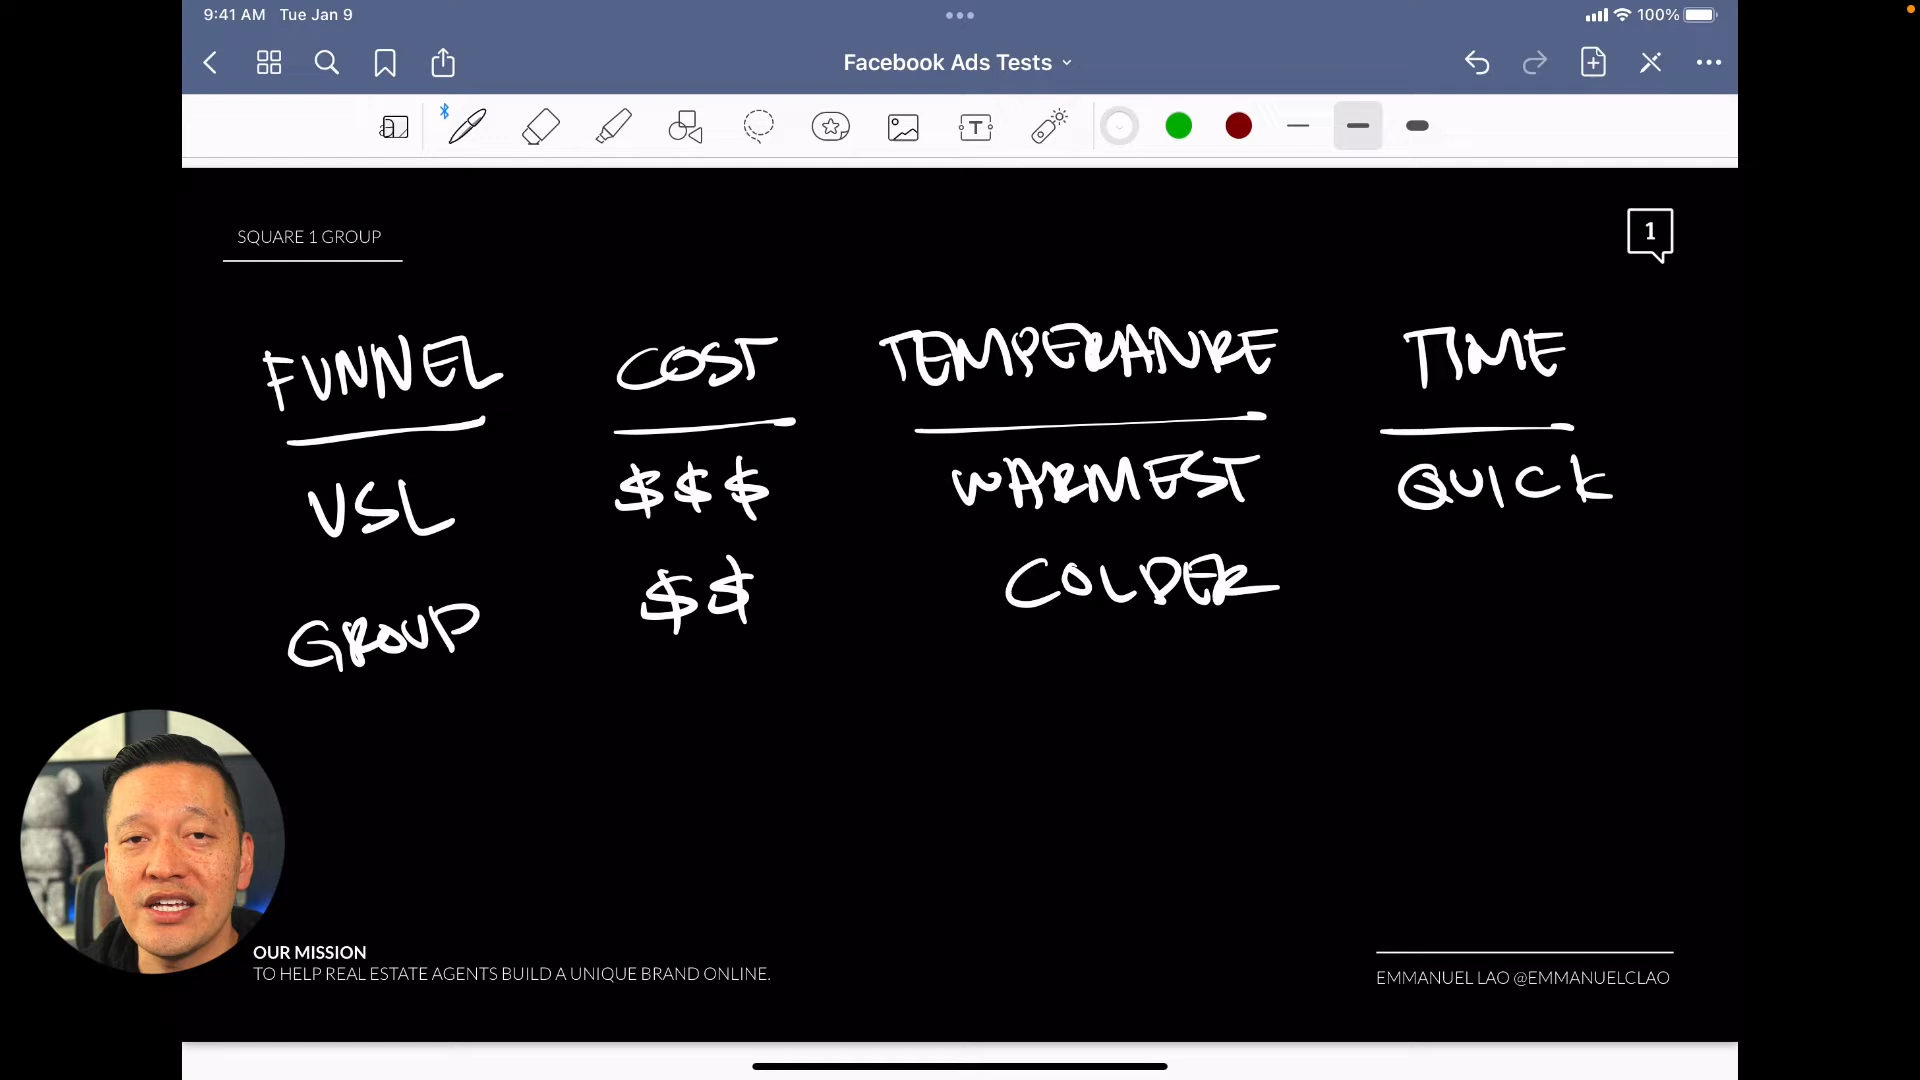 9:41 AM Tue Jan 9 100%
Facebook Ads Tests
SQUARE 1 GROUP
1
FUNNEL COST TEMPERANRE TIME
VSL $$$ WARMEST QUICK
GROUP $$ COLDER
OUR MISSION
TO HELP REAL ESTATE AGENTS BUILD A UNIQUE BRAND ONLINE.
EMMANUEL LAO @EMMANUELCLAO